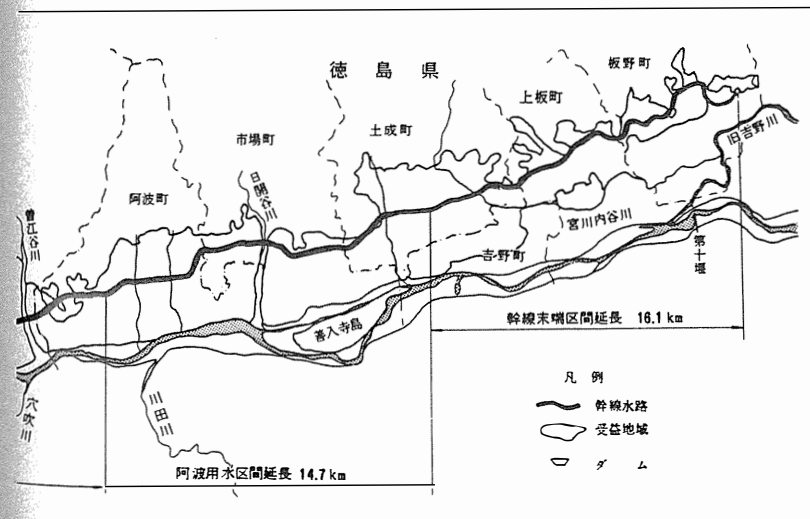 徳島県
板野町
上板町
土成町
市場町
阿波町
旧吉野川
日開谷川
曽江谷川
宮川内谷川
吉野町
第十堰
善入寺島
幹線末端区間延長 16.1km
穴吹川
川田川
阿波用水区間延長 14.7km
凡例
幹線水路
受益地域
ダム